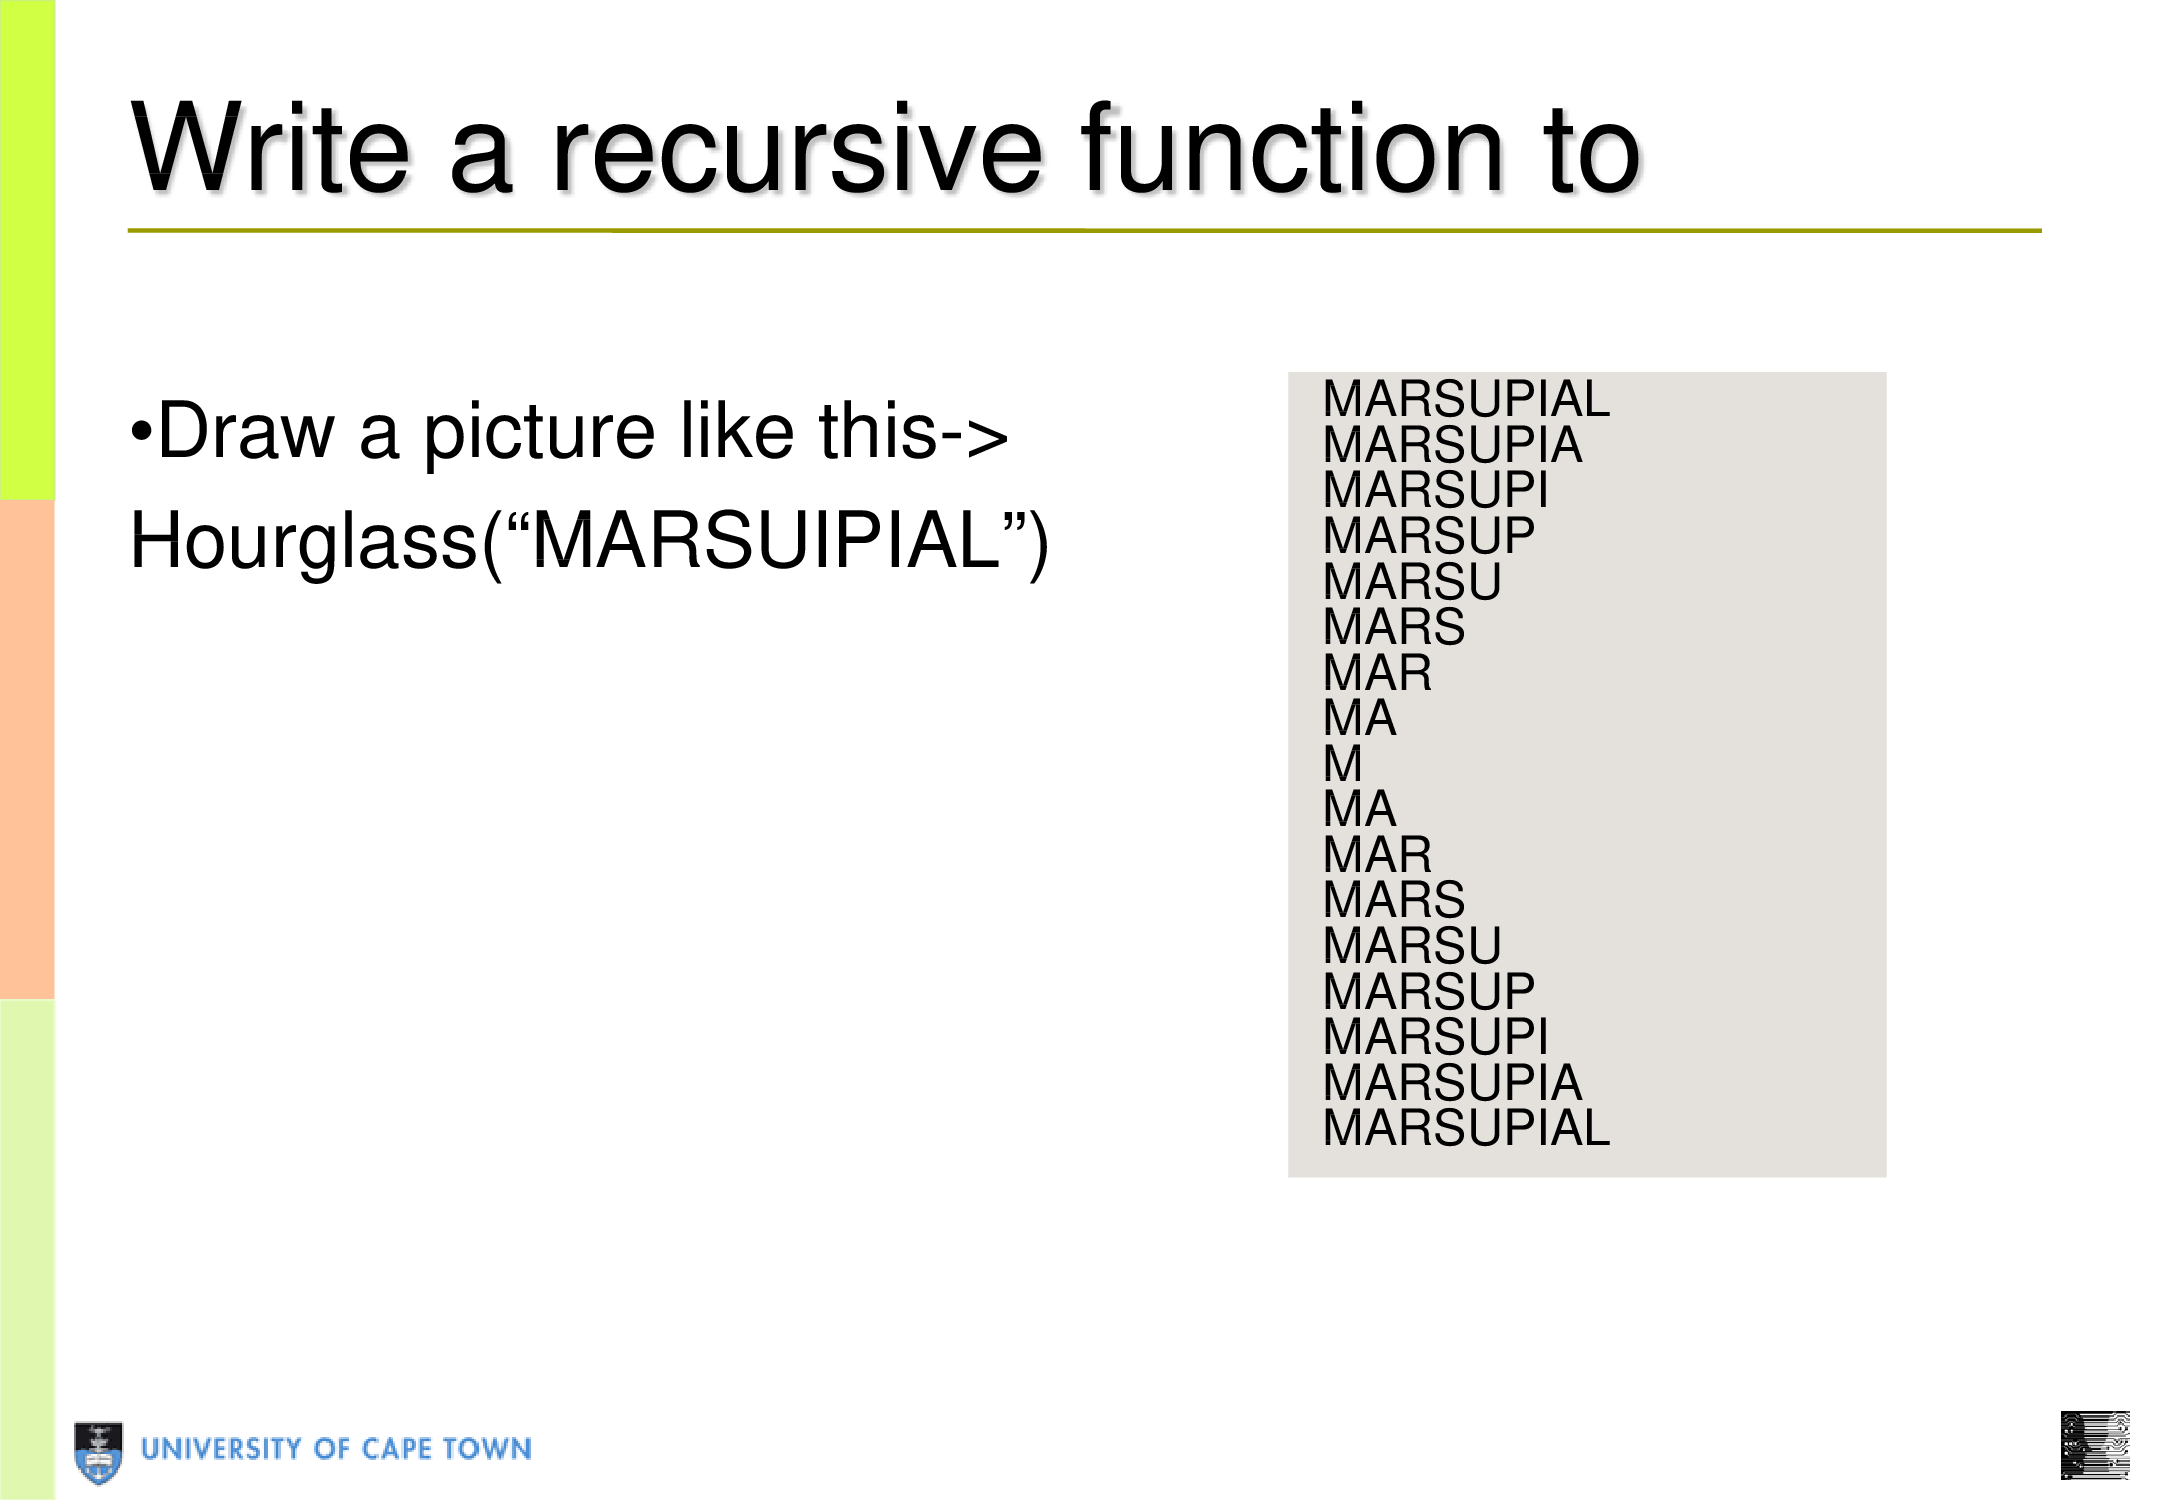 Write a recursive function to
•Draw a picture like this->
Hourglass(“MARSUIPIAL”)
MARSUPIAL
MARSUPIA
MARSUPI
MARSUP
MARSU
MARS
MAR
MA
M
MA
MAR
MARS
MARSU
MARSUP
MARSUPI
MARSUPIA
MARSUPIAL
UNIVERSITY OF CAPE TOWN